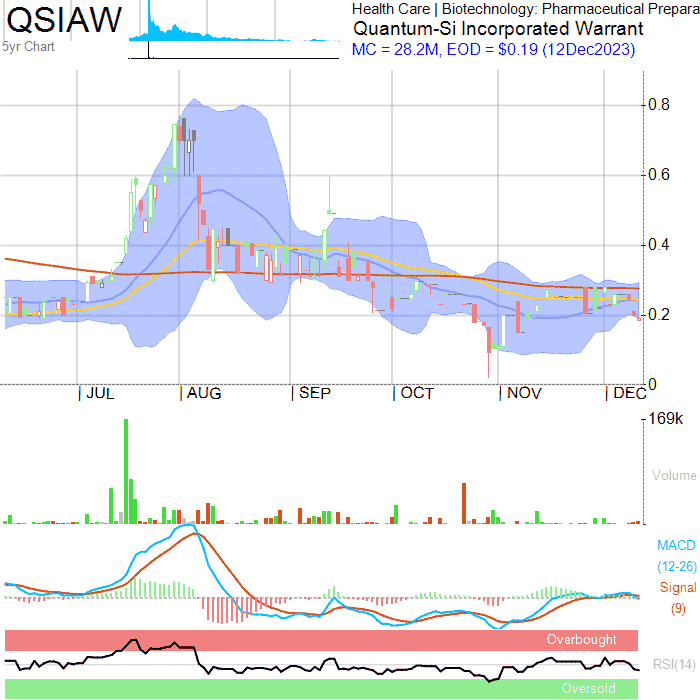 QSIAW
5yr Chart
Health Care | Biotechnology: Pharmaceutical Prepara
Quantum-Si Incorporated Warrant
MC = 28.2M, EOD = $0.19 (12Dec2023)
0.8
0.6
0.4
0.2
0
| JUL | AUG | SEP | OCT | NOV | DEC
169k
Volume
MACD
(12-26)
Signal
(9)
Overbought
RSI(14)
Oversold